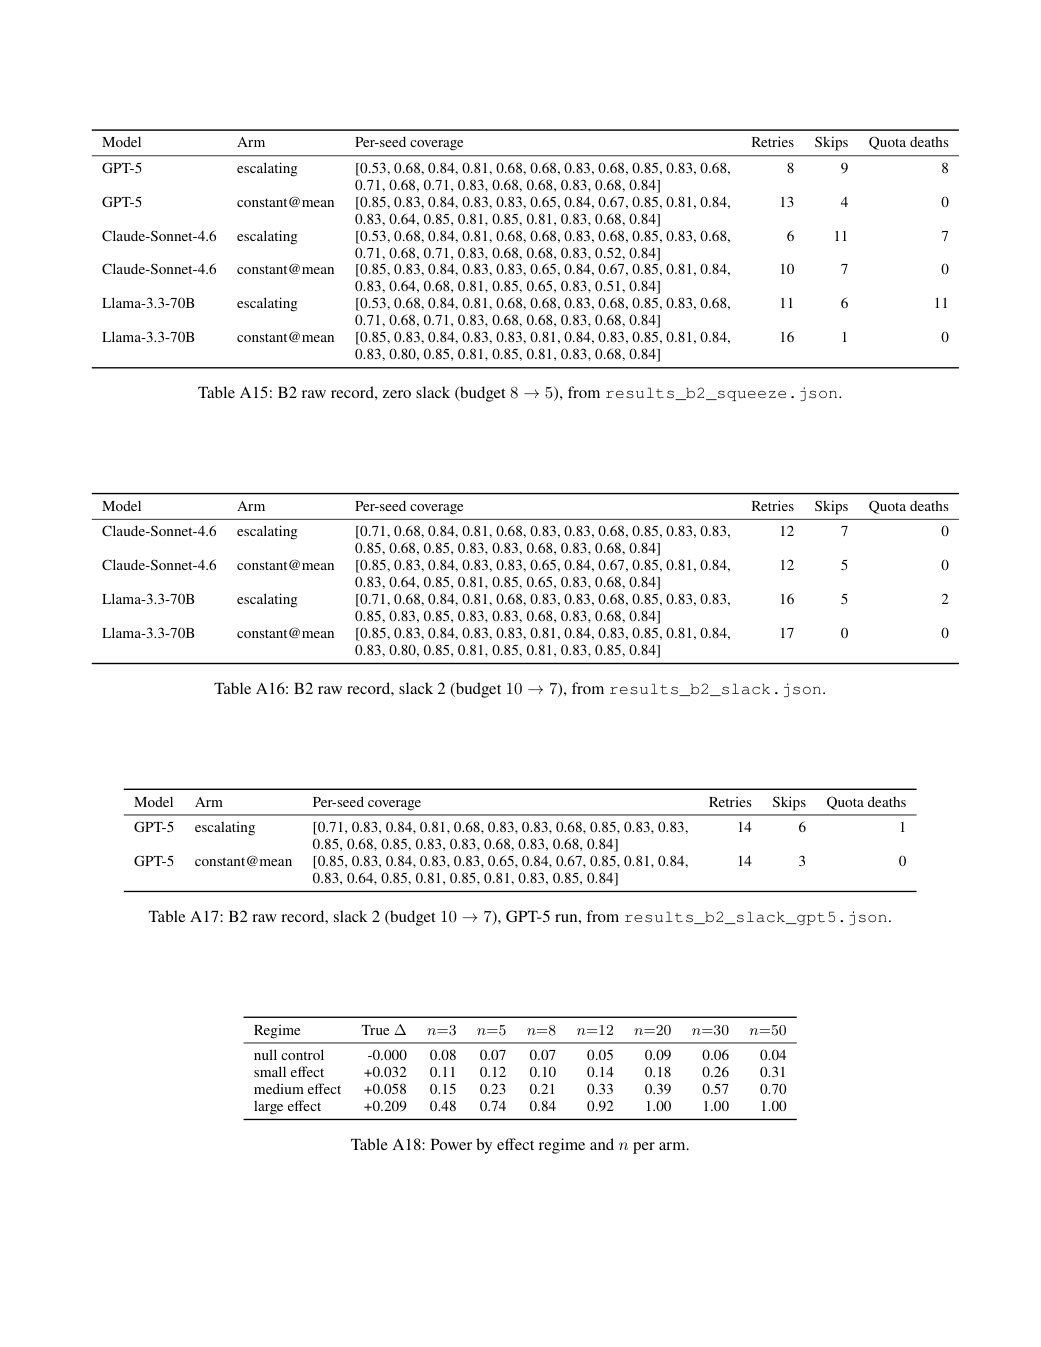 Model Arm Per-seed coverage Retries Skips Quota deaths
GPT-5 escalating [0.53, 0.68, 0.84, 0.81, 0.68, 0.68, 0.83, 0.68, 0.85, 0.83, 0.68, 8 9 8
0.71, 0.68, 0.71, 0.83, 0.68, 0.68, 0.83, 0.68, 0.84]
GPT-5 constant@mean [0.85, 0.83, 0.84, 0.83, 0.83, 0.65, 0.84, 0.67, 0.85, 0.81, 0.84, 13 4 0
0.83, 0.64, 0.85, 0.81, 0.85, 0.81, 0.83, 0.68, 0.84]
Claude-Sonnet-4.6 escalating [0.53, 0.68, 0.84, 0.81, 0.68, 0.68, 0.83, 0.68, 0.85, 0.83, 0.68, 6 11 7
0.71, 0.68, 0.71, 0.83, 0.68, 0.68, 0.83, 0.52, 0.84]
Claude-Sonnet-4.6 constant@mean [0.85, 0.83, 0.84, 0.83, 0.83, 0.65, 0.84, 0.67, 0.85, 0.81, 0.84, 10 7 0
0.83, 0.64, 0.68, 0.81, 0.85, 0.65, 0.83, 0.51, 0.84]
Llama-3.3-70B escalating [0.53, 0.68, 0.84, 0.81, 0.68, 0.68, 0.83, 0.68, 0.85, 0.83, 0.68, 11 6 11
0.71, 0.68, 0.71, 0.83, 0.68, 0.68, 0.83, 0.68, 0.84]
Llama-3.3-70B constant@mean [0.85, 0.83, 0.84, 0.83, 0.83, 0.81, 0.84, 0.83, 0.85, 0.81, 0.84, 16 1 0
0.83, 0.80, 0.85, 0.81, 0.85, 0.81, 0.83, 0.68, 0.84]
Table A15: B2 raw record, zero slack (budget 8 → 5), from results_b2_squeeze.json.
Model Arm Per-seed coverage Retries Skips Quota deaths
Claude-Sonnet-4.6 escalating [0.71, 0.68, 0.84, 0.81, 0.68, 0.83, 0.83, 0.68, 0.85, 0.83, 0.83, 12 7 0
0.85, 0.68, 0.85, 0.83, 0.83, 0.68, 0.83, 0.68, 0.84]
Claude-Sonnet-4.6 constant@mean [0.85, 0.83, 0.84, 0.83, 0.83, 0.65, 0.84, 0.67, 0.85, 0.81, 0.84, 12 5 0
0.83, 0.64, 0.85, 0.81, 0.85, 0.65, 0.83, 0.68, 0.84]
Llama-3.3-70B escalating [0.71, 0.68, 0.84, 0.81, 0.68, 0.83, 0.83, 0.68, 0.85, 0.83, 0.83, 16 5 2
0.85, 0.83, 0.85, 0.83, 0.83, 0.68, 0.83, 0.68, 0.84]
Llama-3.3-70B constant@mean [0.85, 0.83, 0.84, 0.83, 0.83, 0.81, 0.84, 0.83, 0.85, 0.81, 0.84, 17 0 0
0.83, 0.80, 0.85, 0.81, 0.85, 0.81, 0.83, 0.85, 0.84]
Table A16: B2 raw record, slack 2 (budget 10 → 7), from results_b2_slack.json.
Model Arm Per-seed coverage Retries Skips Quota deaths
GPT-5 escalating [0.71, 0.83, 0.84, 0.81, 0.68, 0.83, 0.83, 0.68, 0.85, 0.83, 0.83, 14 6 1
0.85, 0.68, 0.85, 0.83, 0.83, 0.68, 0.83, 0.68, 0.84]
GPT-5 constant@mean [0.85, 0.83, 0.84, 0.83, 0.83, 0.65, 0.84, 0.67, 0.85, 0.81, 0.84, 14 3 0
0.83, 0.64, 0.85, 0.81, 0.85, 0.81, 0.83, 0.85, 0.84]
Table A17: B2 raw record, slack 2 (budget 10 → 7), GPT-5 run, from results_b2_slack_gpt5.json.
Regime True Δ n=3 n=5 n=8 n=12 n=20 n=30 n=50
null control -0.000 0.08 0.07 0.07 0.05 0.09 0.06 0.04
small effect +0.032 0.11 0.12 0.10 0.14 0.18 0.26 0.31
medium effect +0.058 0.15 0.23 0.21 0.33 0.39 0.57 0.70
large effect +0.209 0.48 0.74 0.84 0.92 1.00 1.00 1.00
Table A18: Power by effect regime and n per arm.